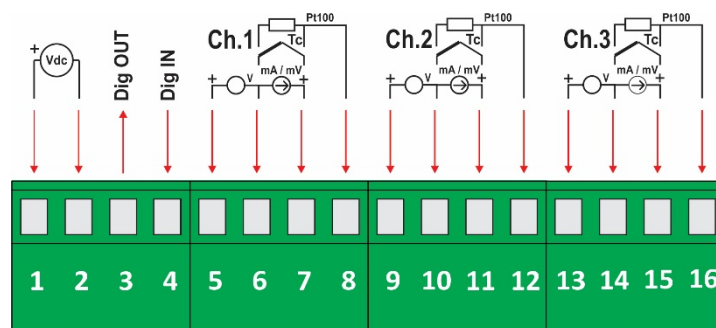 Pt100 Pt100 Pt100
Ch.1 Tc Ch.2 Tc Ch.3 Tc
+ Vdc Dig OUT Dig IN mA / mV mA / mV mA / mV
+ V + + V + + V +
1 2 3 4 5 6 7 8 9 10 11 12 13 14 15 16